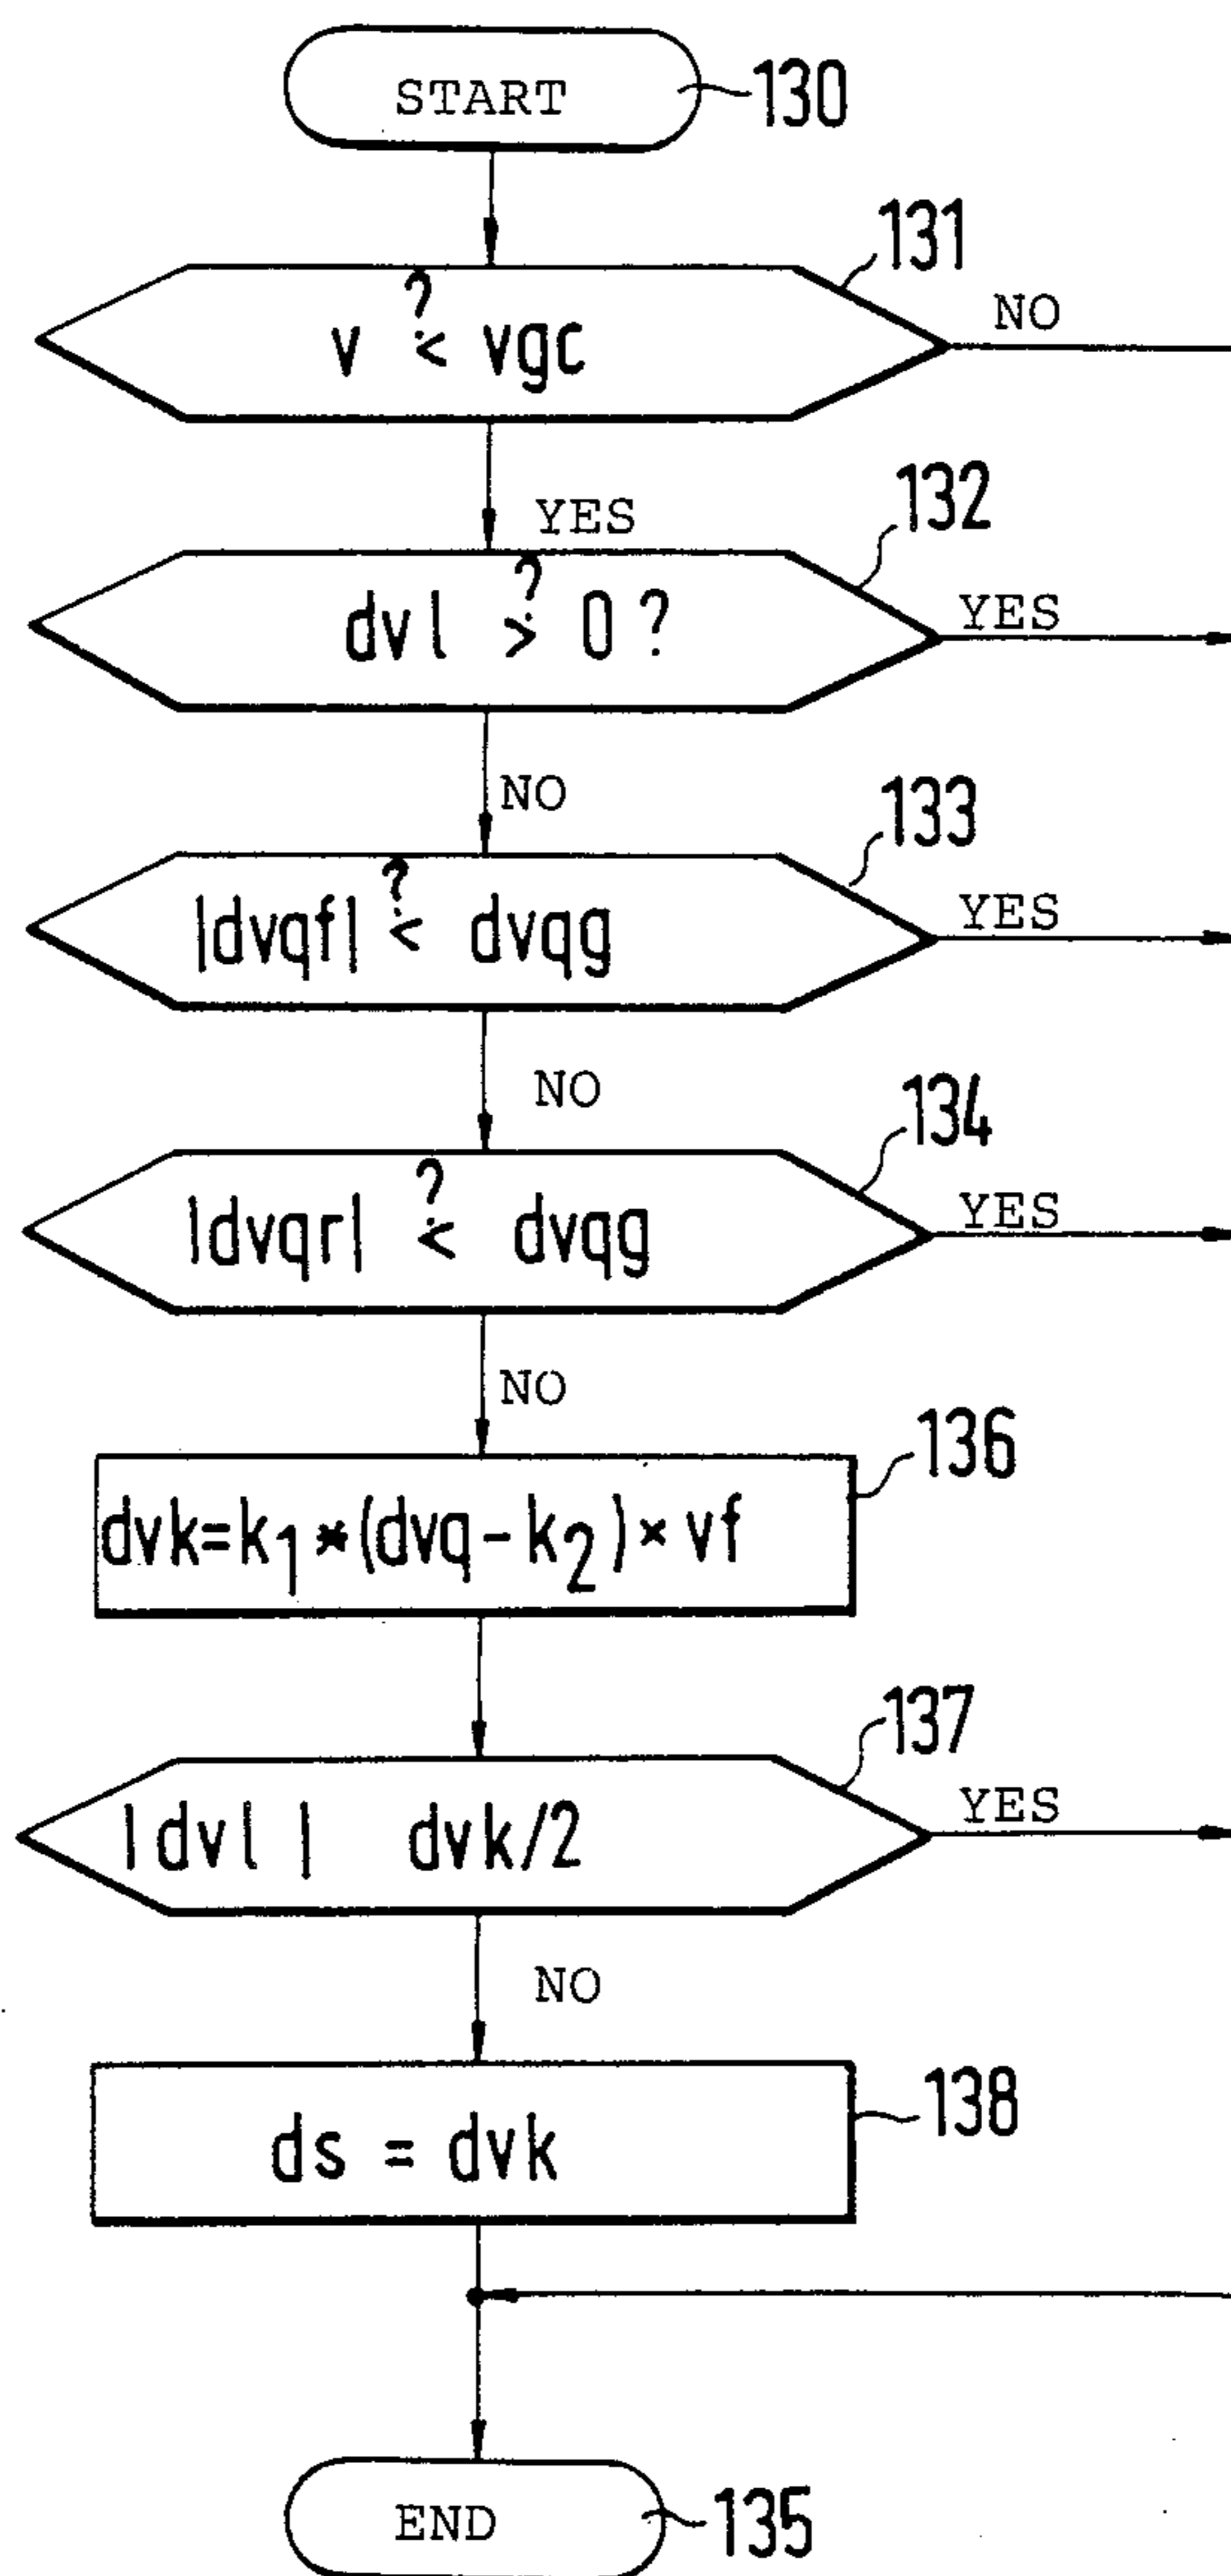 START
130
131
v ?< vgc
NO
YES
132
dvl ?> 0 ?
YES
NO
133
|dvqf| ?< dvqg
YES
NO
134
|dvqr| ?< dvqg
YES
NO
136
dvk=k1*(dvq-k2)×vf
137
|dvl| dvk/2
YES
NO
138
ds = dvk
END
135